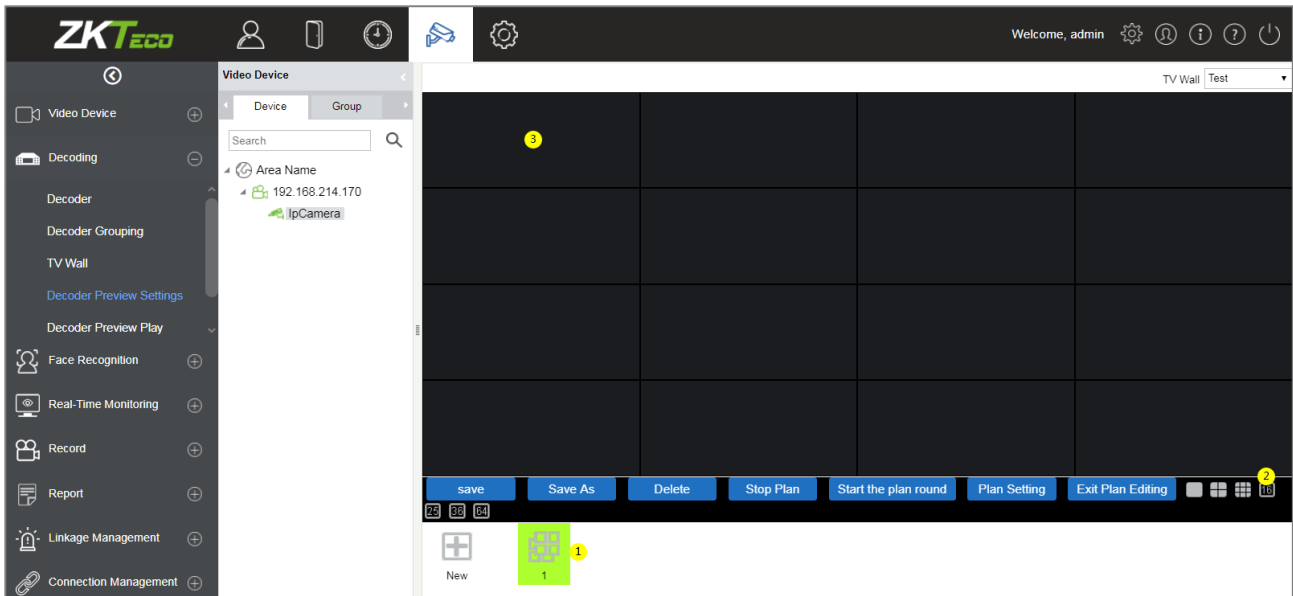 ZKTECO
Welcome, admin
Video Device
Decoding
Decoder
Decoder Grouping
TV Wall
Decoder Preview Settings
Decoder Preview Play
Face Recognition
Real-Time Monitoring
Record
Report
Linkage Management
Connection Management
Video Device
Device Group
Search
Area Name
192.168.214.170
IpCamera
TV Wall Test
3
2
save Save As Delete Stop Plan Start the plan round Plan Setting Exit Plan Editing 16
25 36 64
1
New 1